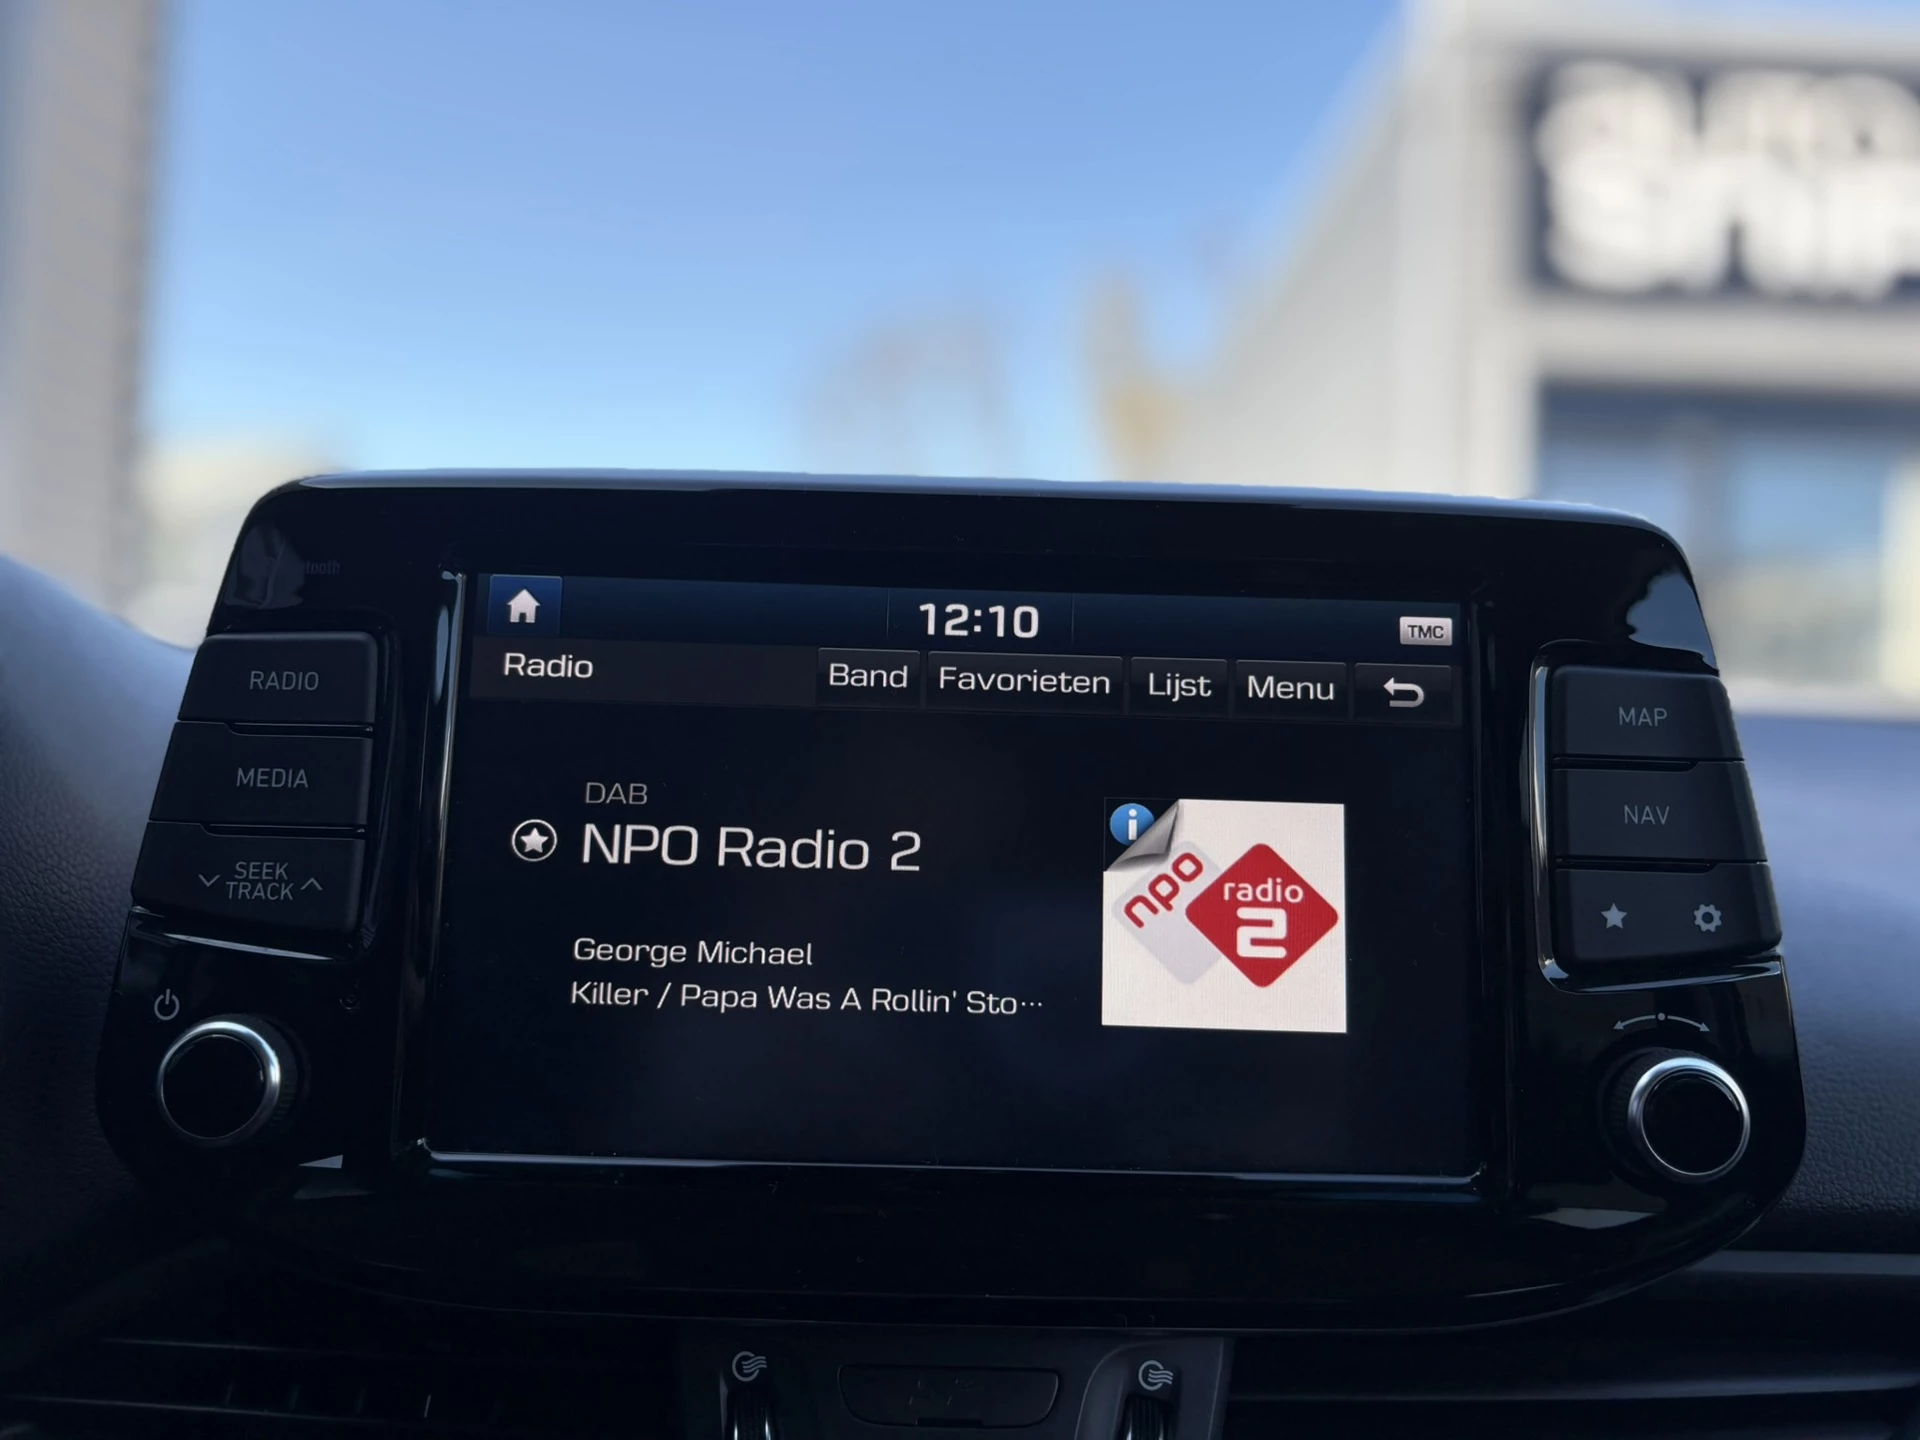 12:10
TMC
Radio
Band
Favorieten
Lijst
Menu
DAB
NPO Radio 2
George Michael
Killer / Papa Was A Rollin' Sto…
npo
radio
2
RADIO
MEDIA
SEEK
TRACK
MAP
NAV